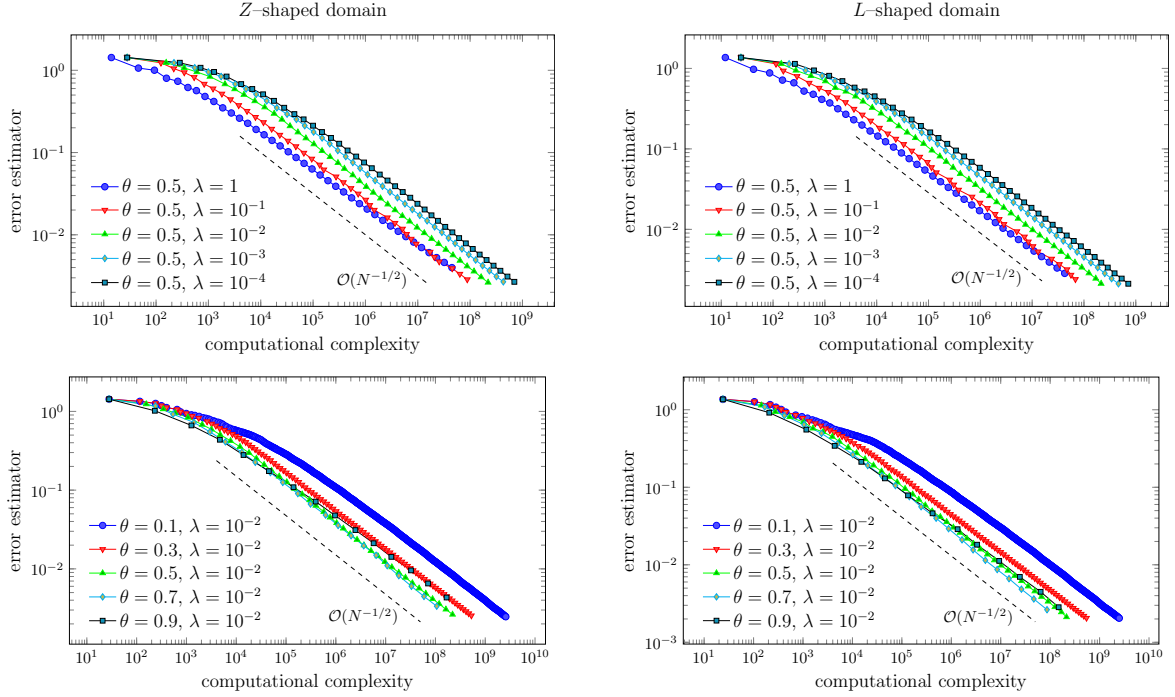 Z–shaped domain
10^0
10^{-1}
10^{-2}
error estimator
θ = 0.5, λ = 1
θ = 0.5, λ = 10^{-1}
θ = 0.5, λ = 10^{-2}
θ = 0.5, λ = 10^{-3}
θ = 0.5, λ = 10^{-4}
O(N^{-1/2})
10^1 10^2 10^3 10^4 10^5 10^6 10^7 10^8 10^9
computational complexity
L–shaped domain
10^0
10^{-1}
10^{-2}
error estimator
θ = 0.5, λ = 1
θ = 0.5, λ = 10^{-1}
θ = 0.5, λ = 10^{-2}
θ = 0.5, λ = 10^{-3}
θ = 0.5, λ = 10^{-4}
O(N^{-1/2})
10^1 10^2 10^3 10^4 10^5 10^6 10^7 10^8 10^9
computational complexity
10^0
10^{-1}
10^{-2}
error estimator
θ = 0.1, λ = 10^{-2}
θ = 0.3, λ = 10^{-2}
θ = 0.5, λ = 10^{-2}
θ = 0.7, λ = 10^{-2}
θ = 0.9, λ = 10^{-2}
O(N^{-1/2})
10^1 10^2 10^3 10^4 10^5 10^6 10^7 10^8 10^9 10^{10}
computational complexity
10^0
10^{-1}
10^{-2}
10^{-3}
error estimator
θ = 0.1, λ = 10^{-2}
θ = 0.3, λ = 10^{-2}
θ = 0.5, λ = 10^{-2}
θ = 0.7, λ = 10^{-2}
θ = 0.9, λ = 10^{-2}
O(N^{-1/2})
10^1 10^2 10^3 10^4 10^5 10^6 10^7 10^8 10^9 10^{10}
computational complexity